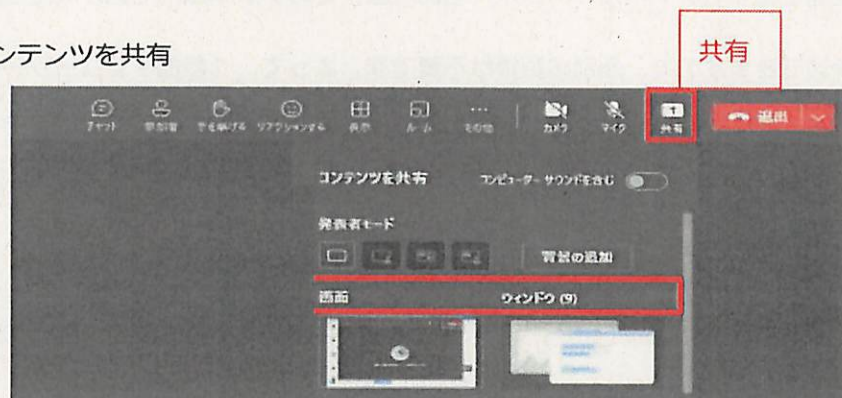 ンテンツを共有
共有
チャット 参加者 手を挙げる リアクションする 表示 ルーム その他 カメラ マイク 共有 退出
コンテンツを共有 コンピューター サウンドを含む
発表者モード
背景の追加
画面 ウィンドウ (9)